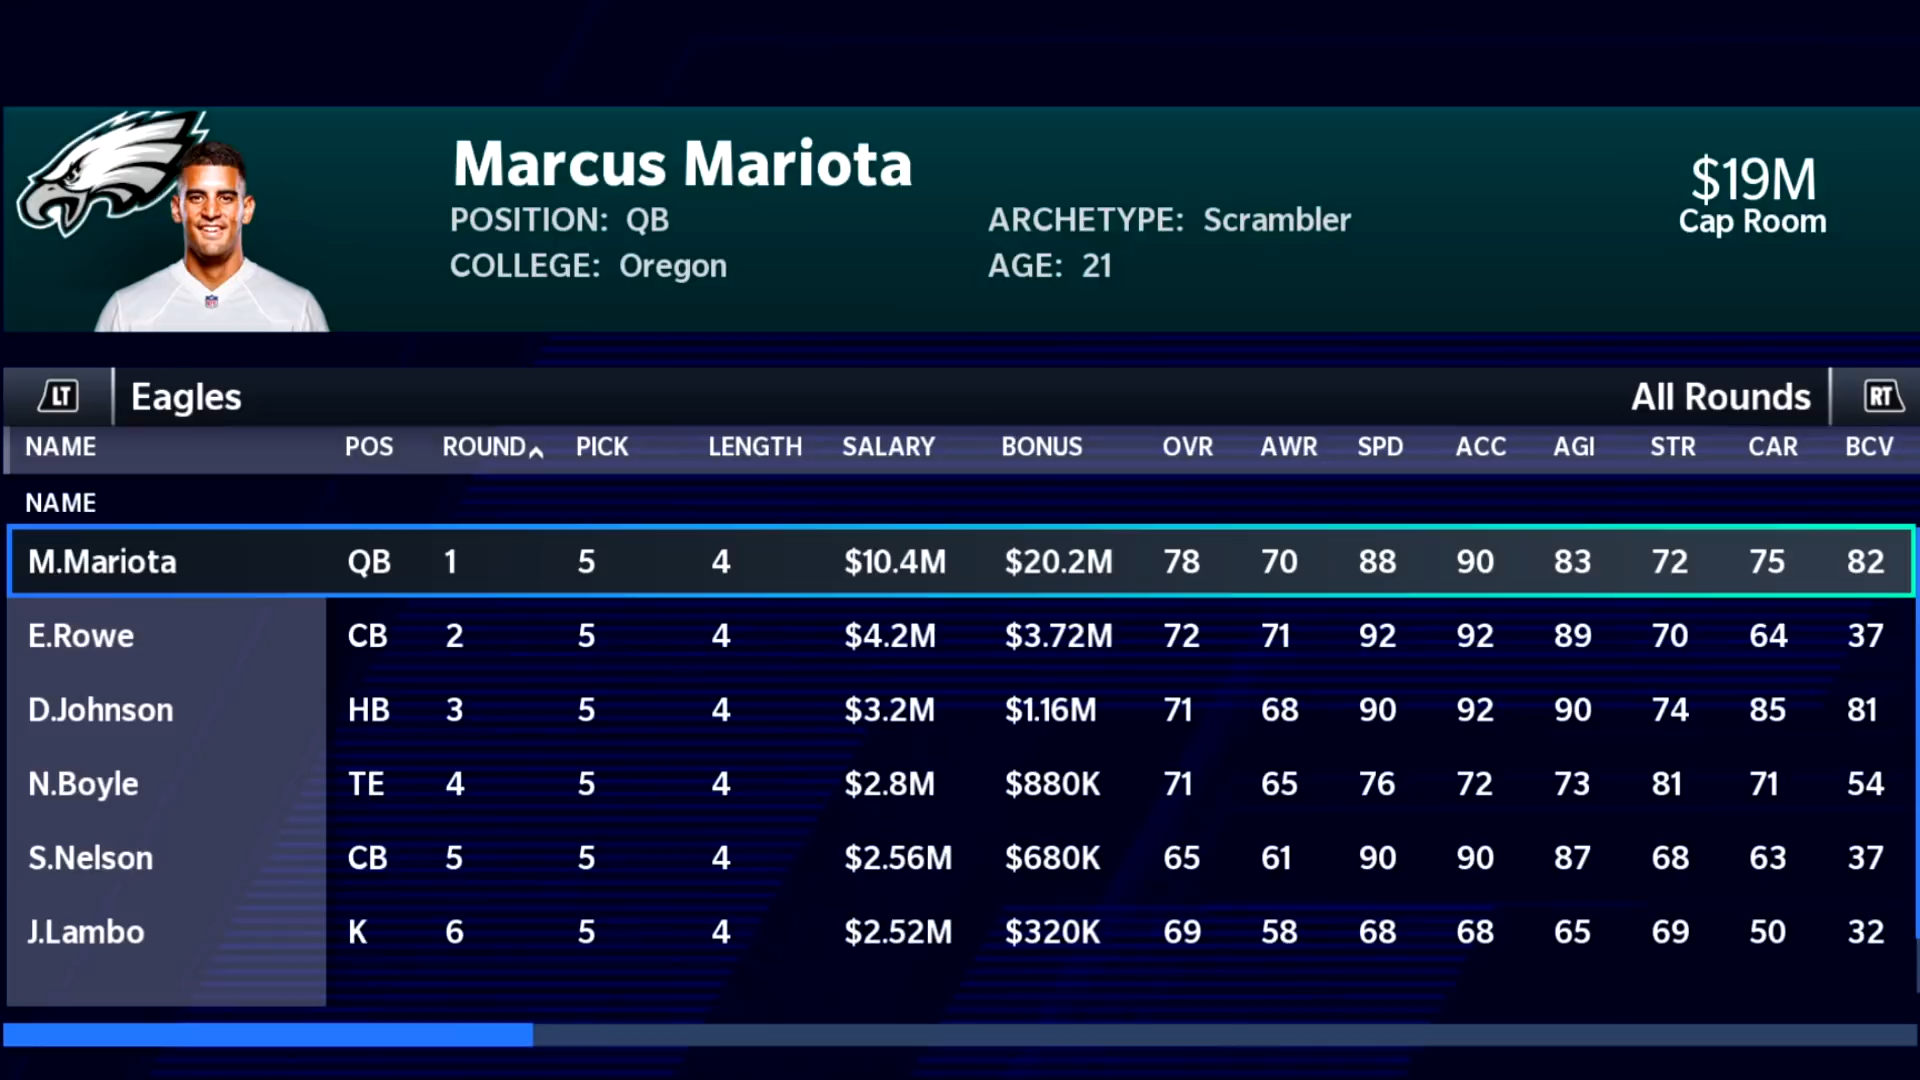 Marcus Mariota
POSITION: QB
ARCHETYPE: Scrambler
COLLEGE: Oregon
AGE: 21
$19M
Cap Room
LT Eagles All Rounds RT
NAME POS ROUND PICK LENGTH SALARY BONUS OVR AWR SPD ACC AGI STR CAR BCV
NAME
M.Mariota QB 1 5 4 $10.4M $20.2M 78 70 88 90 83 72 75 82
E.Rowe CB 2 5 4 $4.2M $3.72M 72 71 92 92 89 70 64 37
D.Johnson HB 3 5 4 $3.2M $1.16M 71 68 90 92 90 74 85 81
N.Boyle TE 4 5 4 $2.8M $880K 71 65 76 72 73 81 71 54
S.Nelson CB 5 5 4 $2.56M $680K 65 61 90 90 87 68 63 37
J.Lambo K 6 5 4 $2.52M $320K 69 58 68 68 65 69 50 32